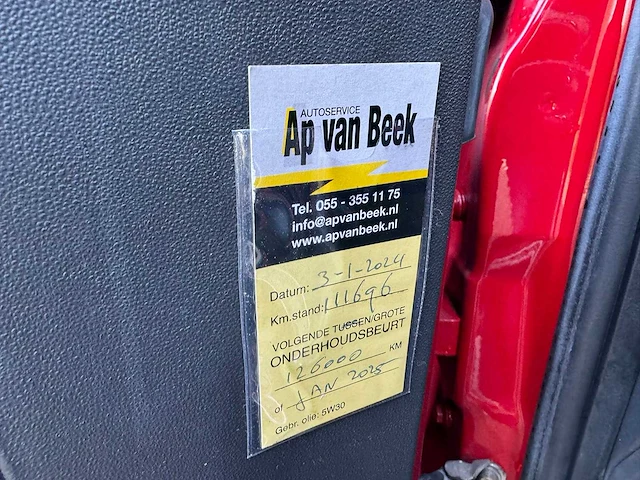 AUTOSERVICE
Ap van Beek
Tel. 055 - 355 11 75
info@apvanbeek.nl
www.apvanbeek.nl
Datum: 3-1-2024
Km.stand: 111696
VOLGENDE TUSSEN/GROTE
ONDERHOUDSBEURT
126000 KM
of JAN 2025
Gebr. olie: 5W30